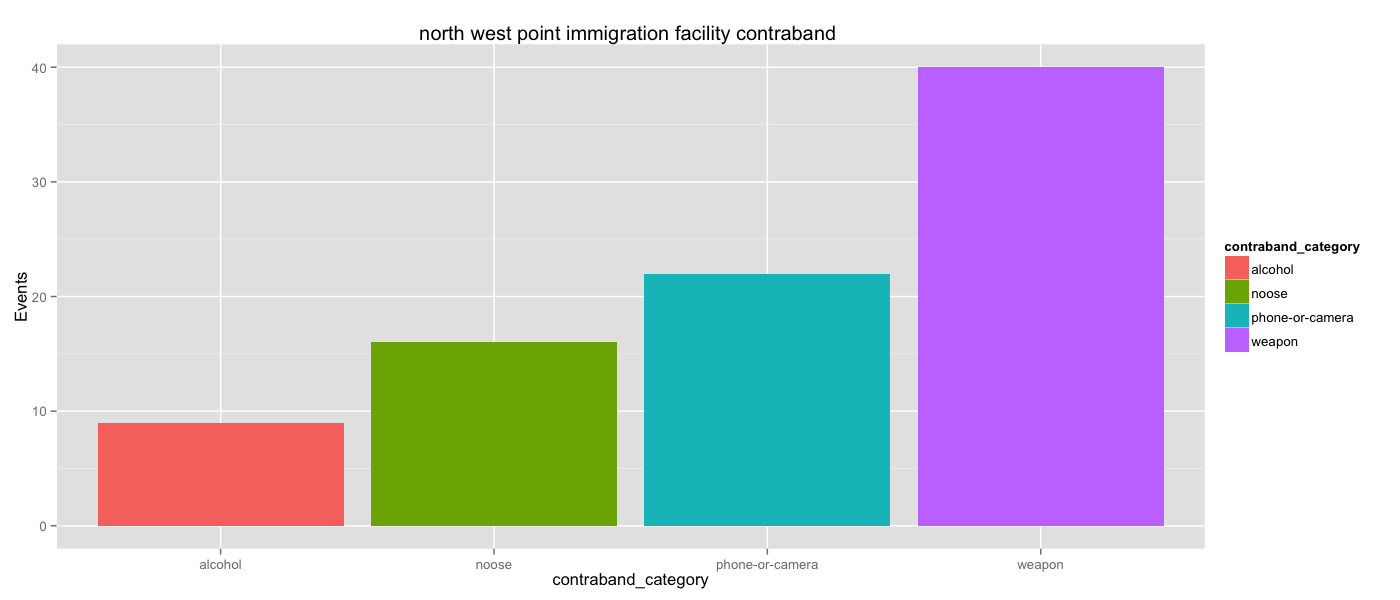 north west point immigration facility contraband
40
30
20
10
0
Events
alcohol
noose
phone-or-camera
weapon
contraband_category
contraband_category
alcohol
noose
phone-or-camera
weapon